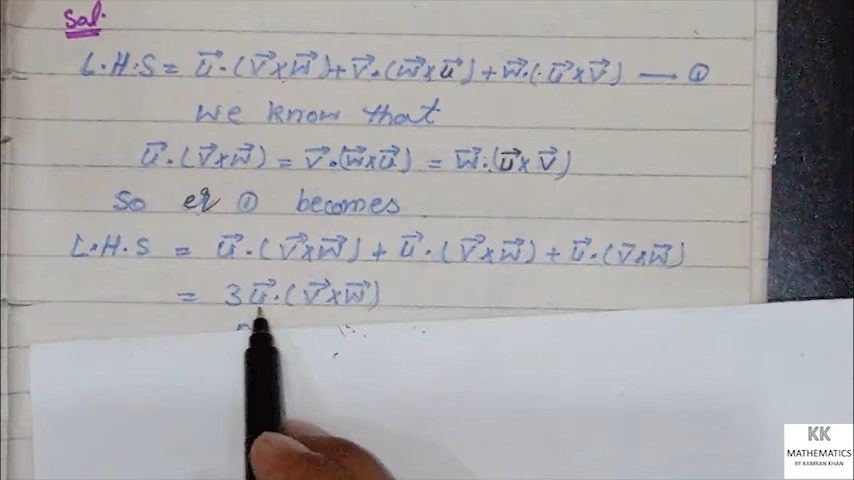 Sol.
L.H.S = u⃗·(v⃗×w⃗)+v⃗·(w⃗×u⃗)+w⃗·(u⃗×v⃗) — ①
we know that
u⃗·(v⃗×w⃗) = v⃗·(w⃗×u⃗) = w⃗·(u⃗×v⃗)
So eq ① becomes
L.H.S = u⃗·(v⃗×w⃗) + u⃗·(v⃗×w⃗) + u⃗·(v⃗×w⃗)
= 3u⃗·(v⃗×w⃗)
KK
MATHEMATICS
BY KAMRAN KHAN